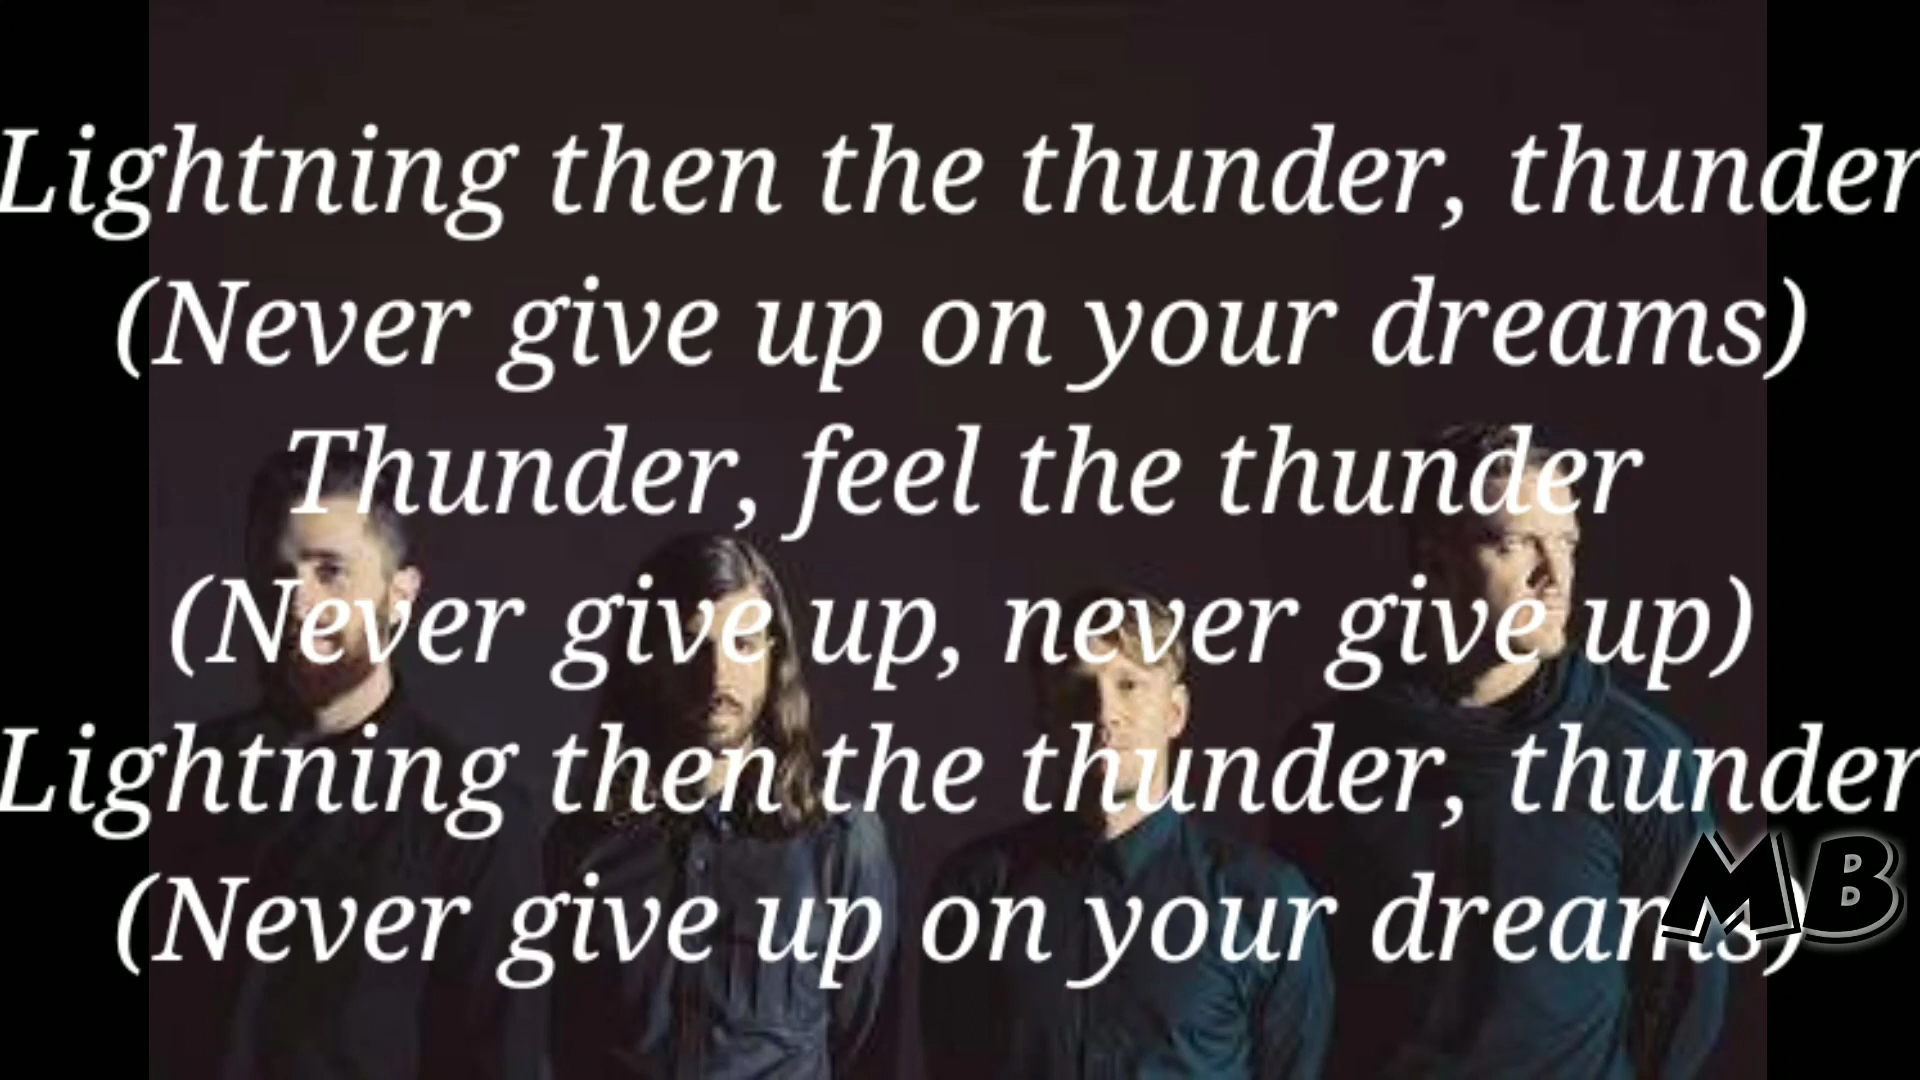 Lightning then the thunder, thunder
(Never give up on your dreams)
Thunder, feel the thunder
(Never give up, never give up)
Lightning then the thunder, thunder
(Never give up on your dreams)
MB